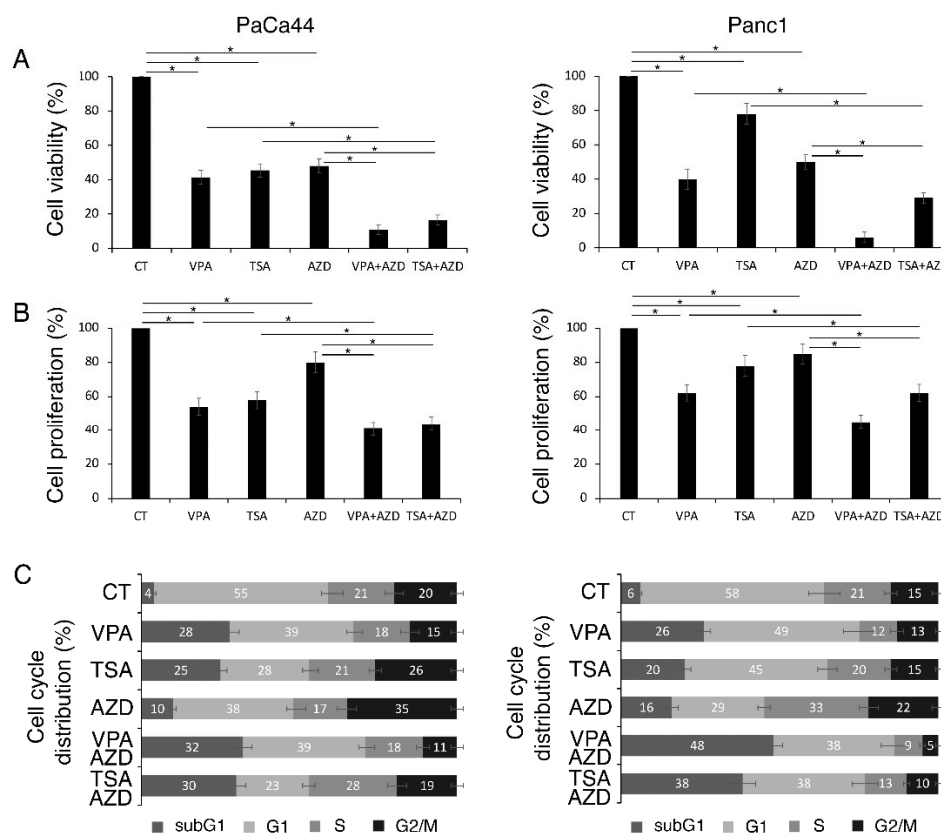 PaCa44 Panc1
A
Cell viability (%) Cell viability (%)
* * * * * * *
* * * * * * *
100 100
80 80
60 60
40 40
20 20
0 0
CT VPA TSA AZD VPA+AZD TSA+AZD CT VPA TSA AZD VPA+AZD TSA+AZD
B
Cell proliferation (%) Cell proliferation (%)
* * * * * * *
* * * * * * *
100 100
80 80
60 60
40 40
20 20
0 0
CT VPA TSA AZD VPA+AZD TSA+AZD CT VPA TSA AZD VPA+AZD TSA+AZD
C
Cell cycle distribution (%) Cell cycle distribution (%)
CT 4 55 21 20 6 58 21 15 CT
VPA 28 39 18 15 26 49 12 13 VPA
TSA 25 28 21 26 20 45 20 15 TSA
AZD 10 38 17 35 16 29 33 22 AZD
VPA AZD 32 39 18 11 48 38 9 5 VPA AZD
TSA AZD 30 23 28 19 38 38 13 10 TSA AZD
subG1 G1 S G2/M subG1 G1 S G2/M